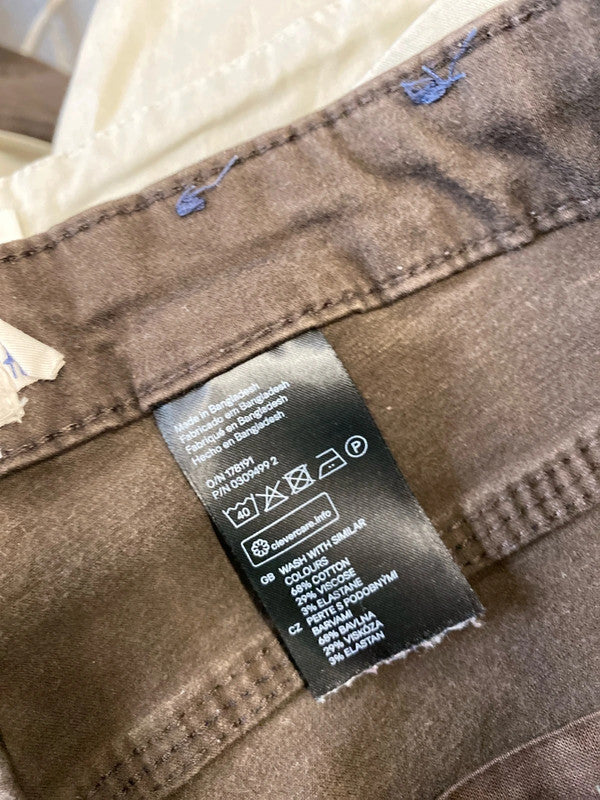 Made in Bangladesh
Fabricado em Bangladesh
Fabriqué en Bangladesh
Hecho en Bangladesh
O/N 178191
P/N 0309499 2
40 P
clevercare.info
GB WASH WITH SIMILAR
COLOURS
68% COTTON
29% VISCOSE
3% ELASTANE
CZ PERTE S PODOBNÝMI
BARVAMI
68% BAVLNA
29% VISKÓZA
3% ELASTAN